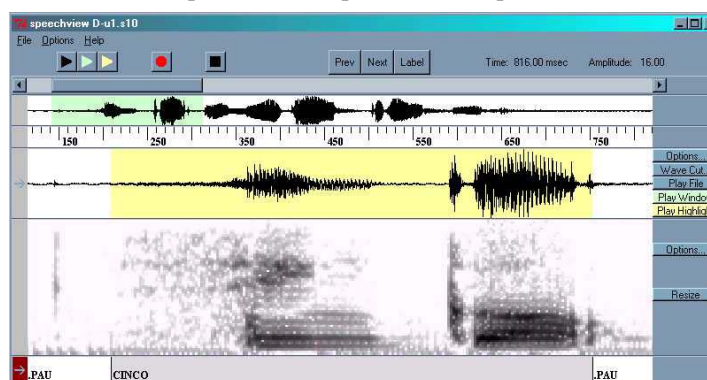 speechview D-u1.s10
File Options Help
Prev Next Label Time: 816.00 msec Amplitude: 16.00
150 250 350 450 550 650 750
Options...
Wave Cut..
Play File
Play Window
Play Highlig
Options...
Resize
.PAU CINCO .PAU